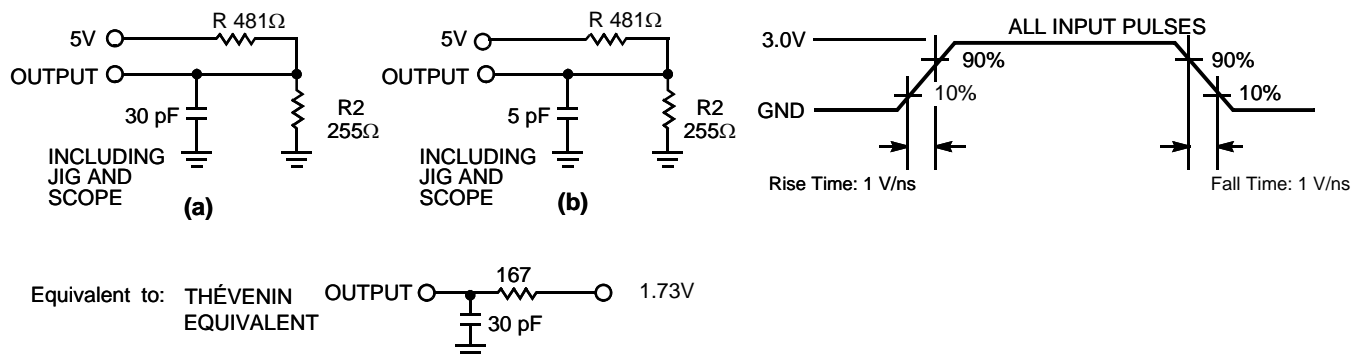 R 481Ω
5V
OUTPUT
30 pF
R2
255Ω
INCLUDING
JIG AND
SCOPE
(a)
R 481Ω
5V
OUTPUT
5 pF
R2
255Ω
INCLUDING
JIG AND
SCOPE
(b)
ALL INPUT PULSES
3.0V
90%
10%
GND
90%
10%
Rise Time: 1 V/ns
Fall Time: 1 V/ns
Equivalent to: THÉVENIN
EQUIVALENT
OUTPUT
167
1.73V
30 pF